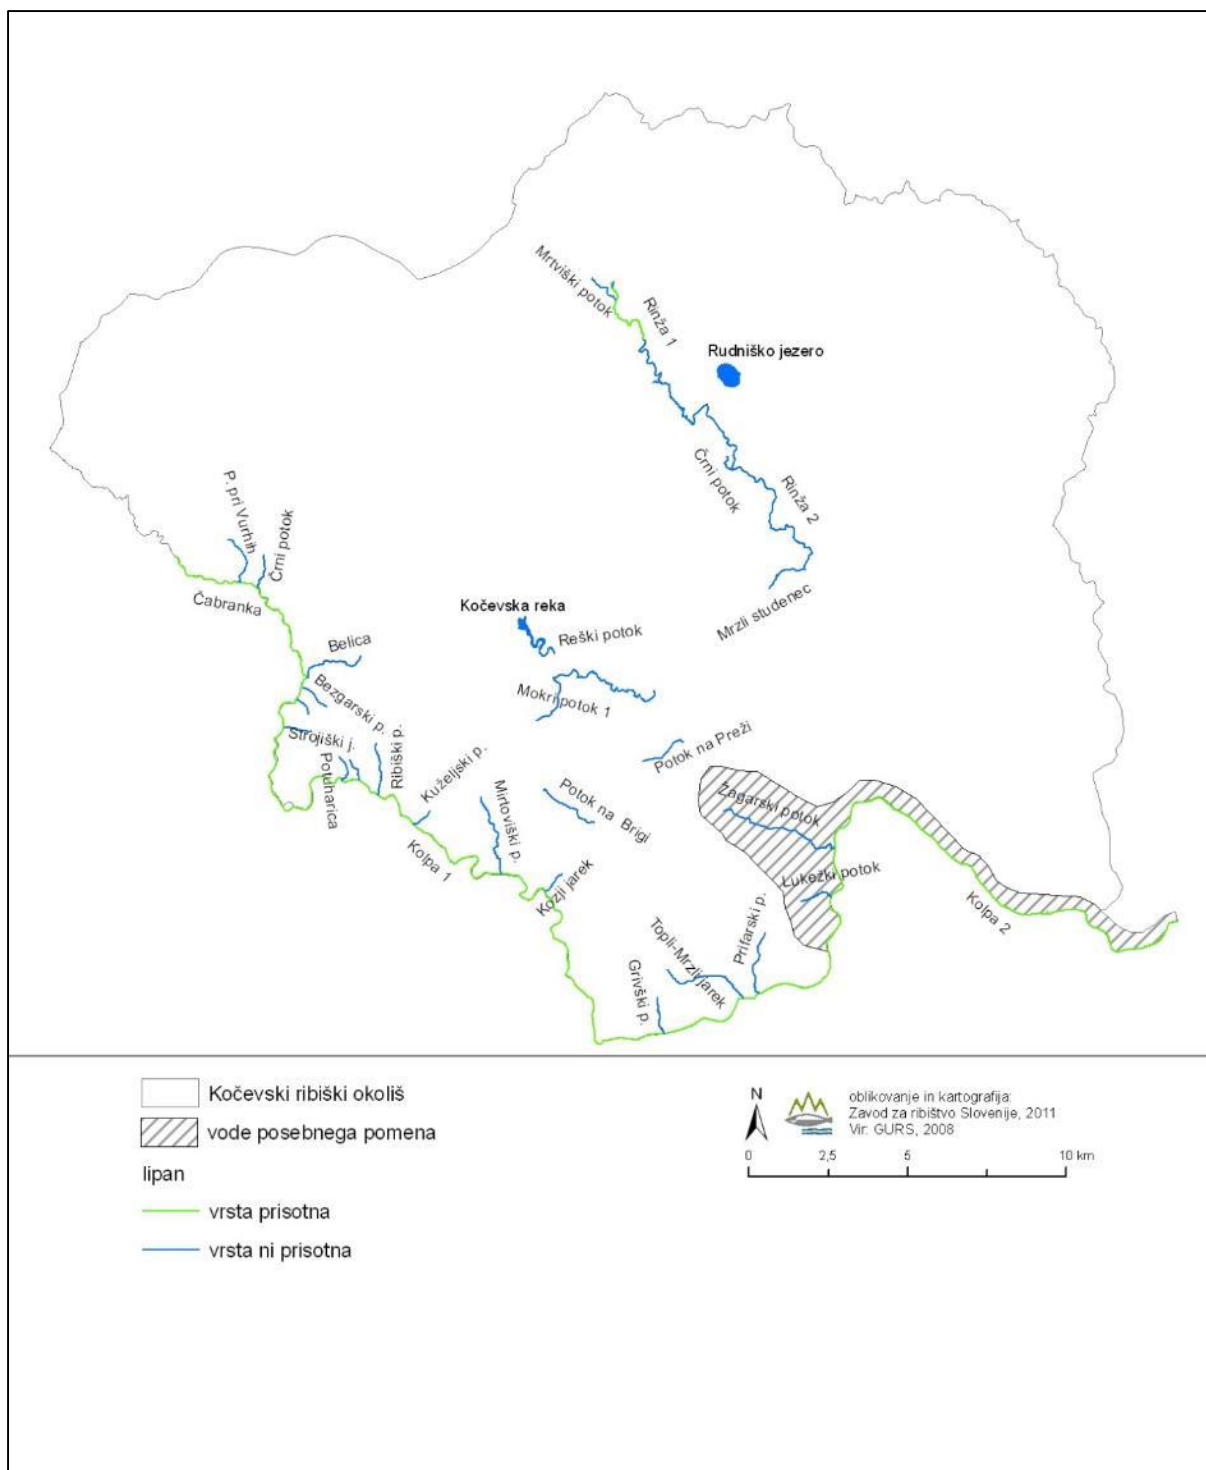 Mrtviški potok
Rinža 1
Rudniško jezero
Črni potok
Rinža 2
Mrzli studenec
P. pri Vurhih
Črni potok
Čabranka
Kočevska reka
Reški potok
Belica
Mokri potok 1
Bezgarski p.
Strojiški j.
Potuharica
Ribiški p.
Kuželjski p.
Mirtoviški p.
Potok na Preži
Potok na Brigi
Žagarski potok
Kolpa 1
Kozji jarek
Lukežki potok
Kolpa 2
Prifarski p.
Topli-Mrzli jarek
Grivški p.
Kočevski ribiški okoliš
vode posebnega pomena
lipan
vrsta prisotna
vrsta ni prisotna
N
oblikovanje in kartografija:
Zavod za ribištvo Slovenije, 2011
Vir: GURS, 2008
0 2,5 5 10 km